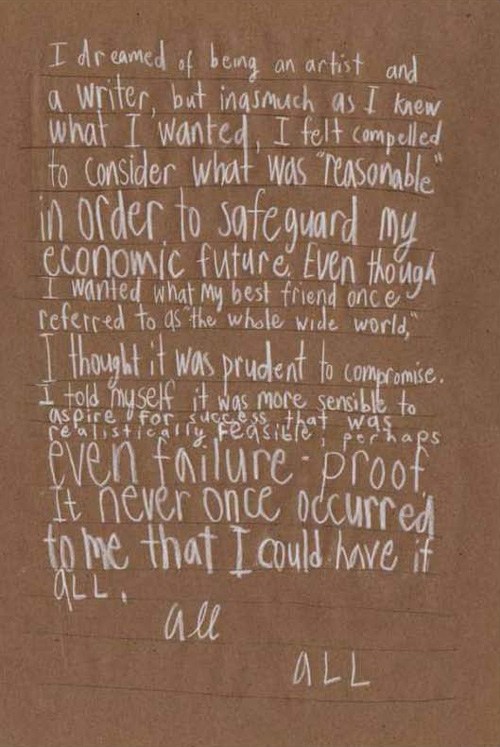 I dreamed of being an artist and
a writer, but inasmuch as I knew
what I wanted, I felt compelled
to consider what was "reasonable"
in order to safeguard my
economic future. Even though
I wanted what my best friend once
referred to as "the whole wide world,"
I thought it was prudent to compromise.
I told myself it was more sensible to
aspire for success that was
realistically feasible, perhaps
even failure-proof.
It never once occurred
to me that I could have it
aLL.
all
aLL